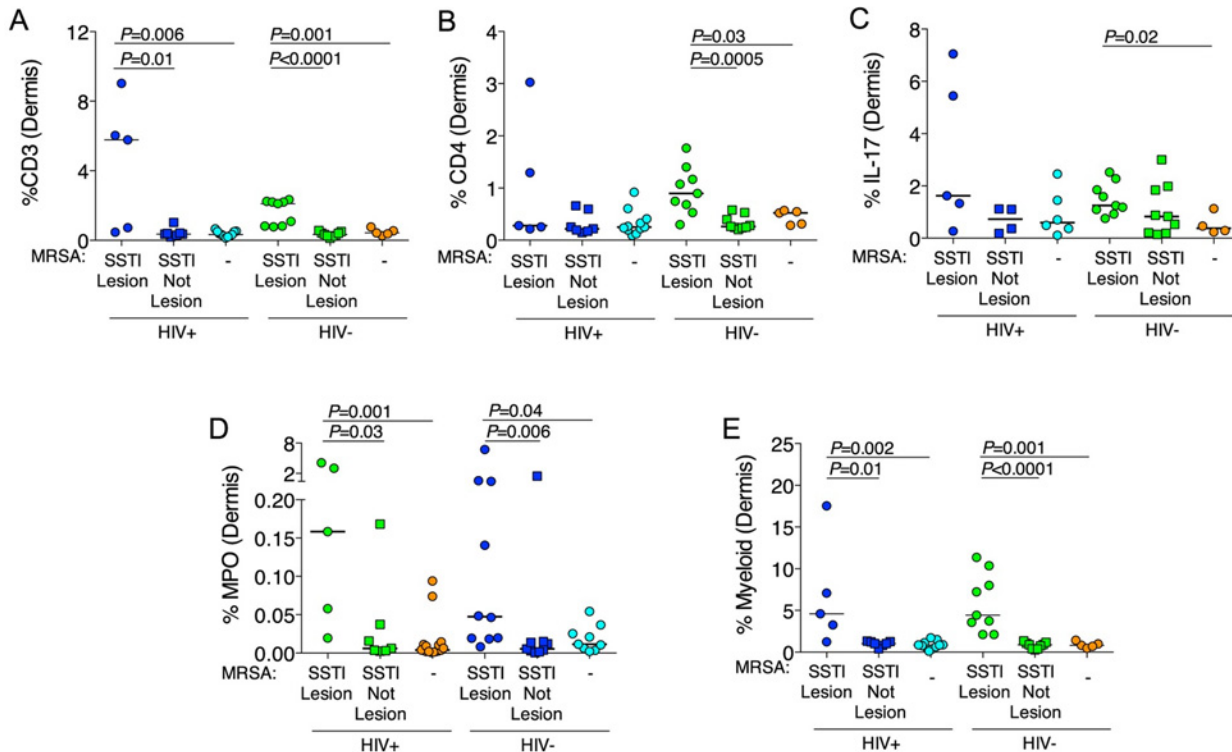 A
%CD3 (Dermis)
12
8
4
0
P=0.006
P=0.01
P=0.001
P<0.0001
MRSA: SSTI SSTI - SSTI SSTI -
Lesion Not Lesion Not
Lesion Lesion
HIV+ HIV-
B
% CD4 (Dermis)
4
3
2
1
0
P=0.03
P=0.0005
MRSA: SSTI SSTI - SSTI SSTI -
Lesion Not Lesion Not
Lesion Lesion
HIV+ HIV-
C
% IL-17 (Dermis)
8
6
4
2
0
P=0.02
SSTI SSTI - SSTI SSTI -
MRSA: Lesion Not Lesion Not
Lesion Lesion
HIV+ HIV-
D
% MPO (Dermis)
8
2
0.20
0.15
0.10
0.05
0.00
P=0.001
P=0.03
P=0.04
P=0.006
MRSA: SSTI SSTI - SSTI SSTI -
Lesion Not Lesion Not
Lesion Lesion
HIV+ HIV-
E
% Myeloid (Dermis)
25
20
15
10
5
0
P=0.002
P=0.01
P=0.001
P<0.0001
MRSA: SSTI SSTI - SSTI SSTI -
Lesion Not Lesion Not
Lesion Lesion
HIV+ HIV-